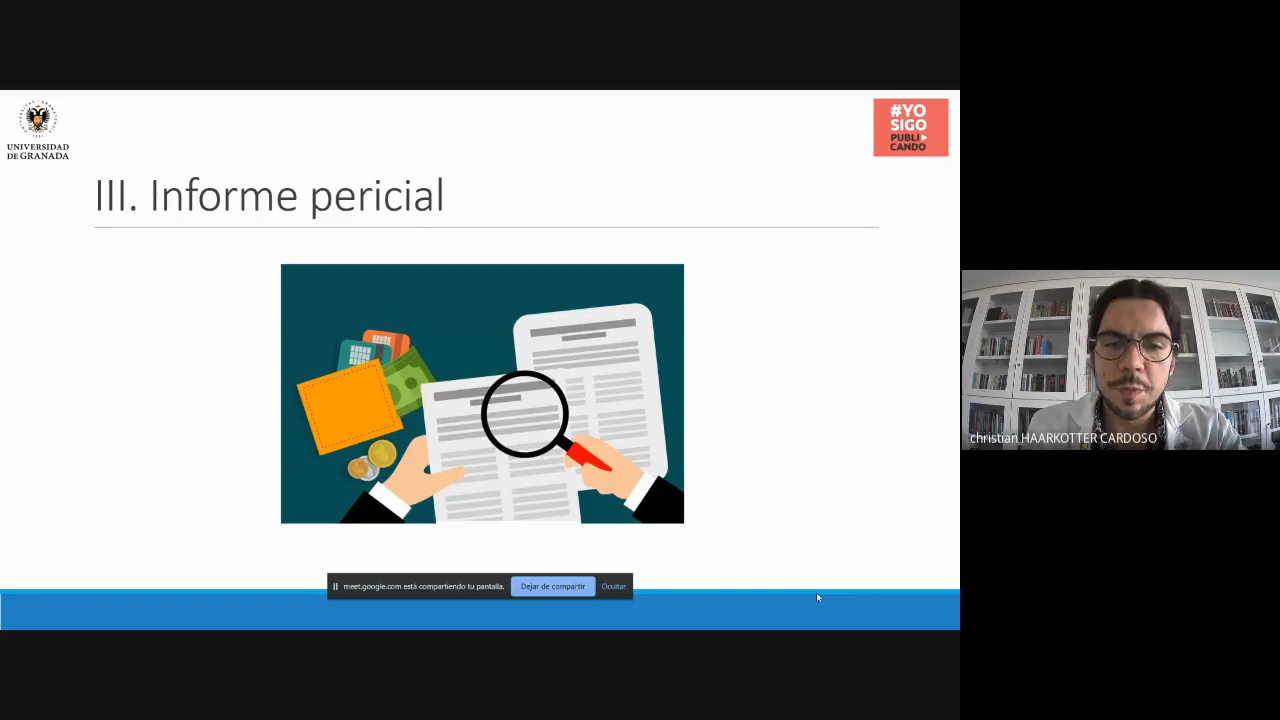 UNIVERSIDAD
DE GRANADA
#YO
SIGO
PUBLI
CANDO
III. Informe pericial
christian HAARKOTTER CARDOSO
meet.google.com está compartiendo tu pantalla.
Dejar de compartir
Ocultar